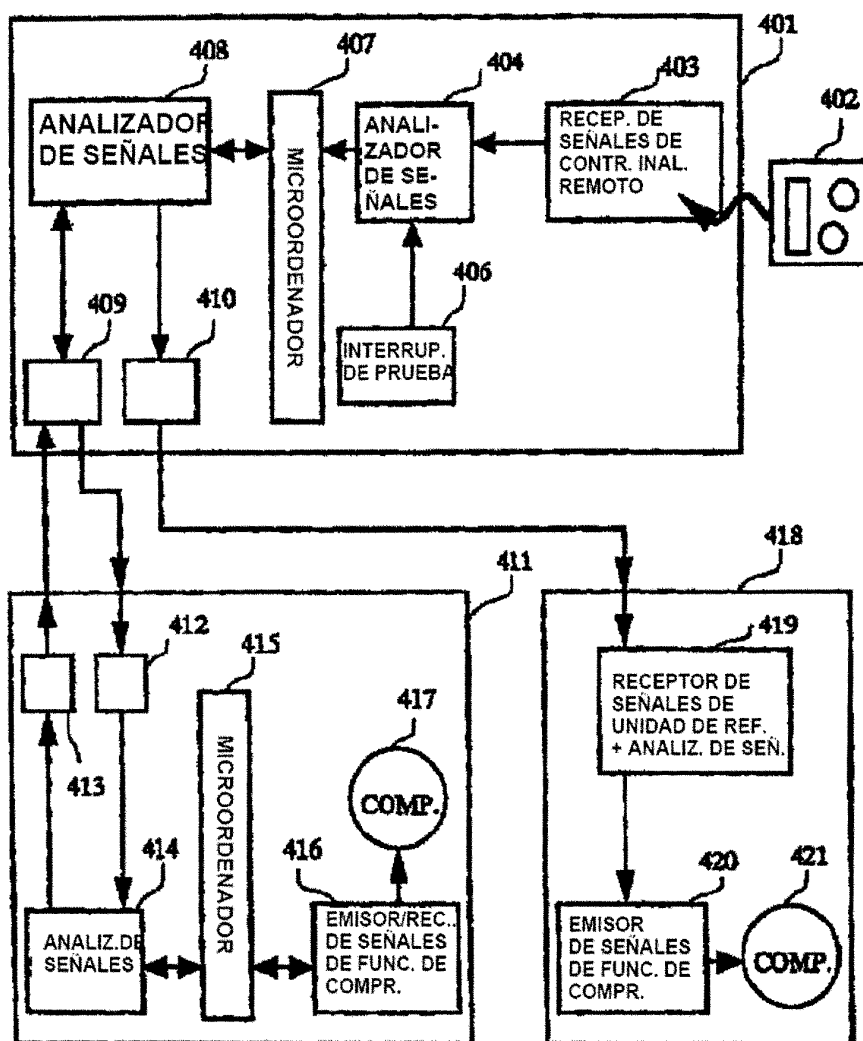 408
407
404
403
401
402
ANALIZADOR
DE SEÑALES
MICROORDENADOR
ANALI-
ZADOR
DE SE-
ÑALES
RECEP. DE
SEÑALES DE
CONTR. INAL.
REMOTO
409
410
406
INTERRUP.
DE PRUEBA
411
418
412
415
419
413
417
RECEPTOR DE
SEÑALES DE
UNIDAD DE REF.
+ ANALIZ. DE SEÑ.
MICROORDENADOR
COMP.
414
416
420
421
ANALIZ.DE
SEÑALES
EMISOR/REC..
DE SEÑALES
DE FUNC. DE
COMPR.
EMISOR
DE SEÑALES
DE FUNC. DE
COMPR.
COMP.